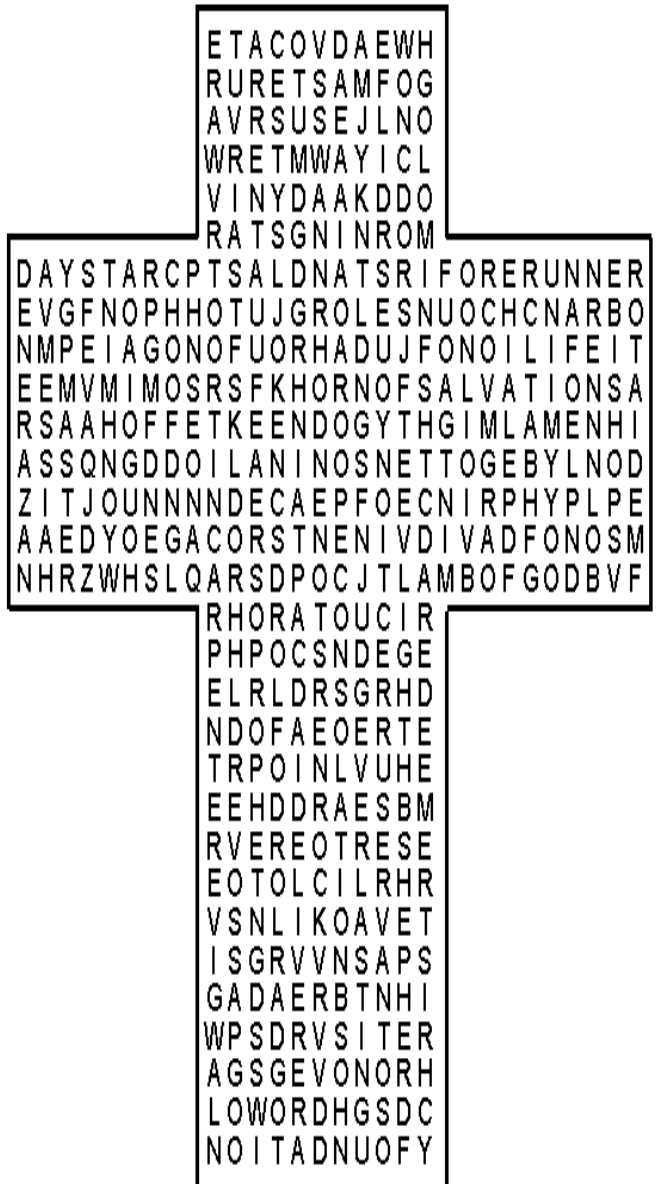 ETACOVDAEWH
RURETSAMFOG
AVRSUSEJLNO
WRETMWAYICL
VINYDAAKDDO
RATSGNINROM
DAYSTARCPTSALDNATSRIFORERUNNER
EVGFNOPHHOTUJGROLESNUOCHCNARBO
NMPEIAGONOFUORHADUJFONOILIFEIT
EEMVMIMOSRSFKHORNOFSALVATIONSA
RSAAHOFFETKEENDOGYTHGIMLAMENHI
ASSQNGDDOILANINOSNETTOGEBYLNOD
ZITJOUNNNNDECAEPFOECNIRPHYPLPE
AAEDYOEGACORSTNENIVDIVADFONOSM
NHRZWHSLQARSDPOCJTLAMBOFGODBVF
RHORATOUCIR
PHPOCSNDEGE
ELRLDRSGRHD
NDOFAEOERTE
TRPOINLVUHE
EEHDDRAESBM
RVEREOTRESE
EOTOLCILRHR
VSNLIKOAVET
ISGRVVNSAPS
GADAERBTNHI
WPSDRVSITER
AGSGEVONORH
LOWORDHGSDC
NOITADNUOFY